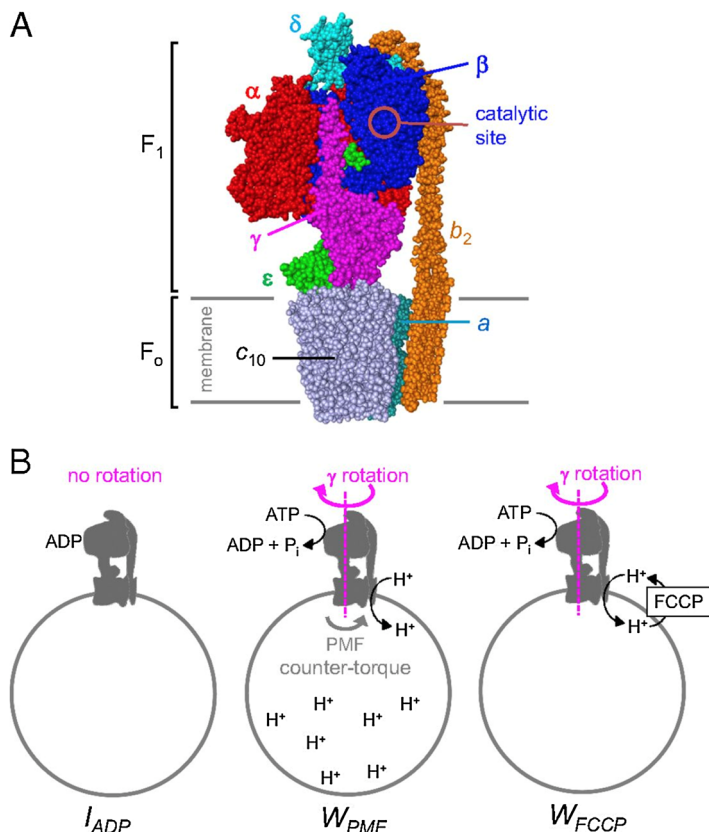 A
δ
β
α
catalytic
site
F1
γ
b2
ε
membrane
a
Fo
c10
B
no rotation
γ rotation
γ rotation
ATP
ATP
ADP
ADP + Pi
H+
ADP + Pi
H+
FCCP
H+
H+
PMF
counter-torque
H+
H+
H+
H+
H+
H+
IADP
WPMF
WFCCP